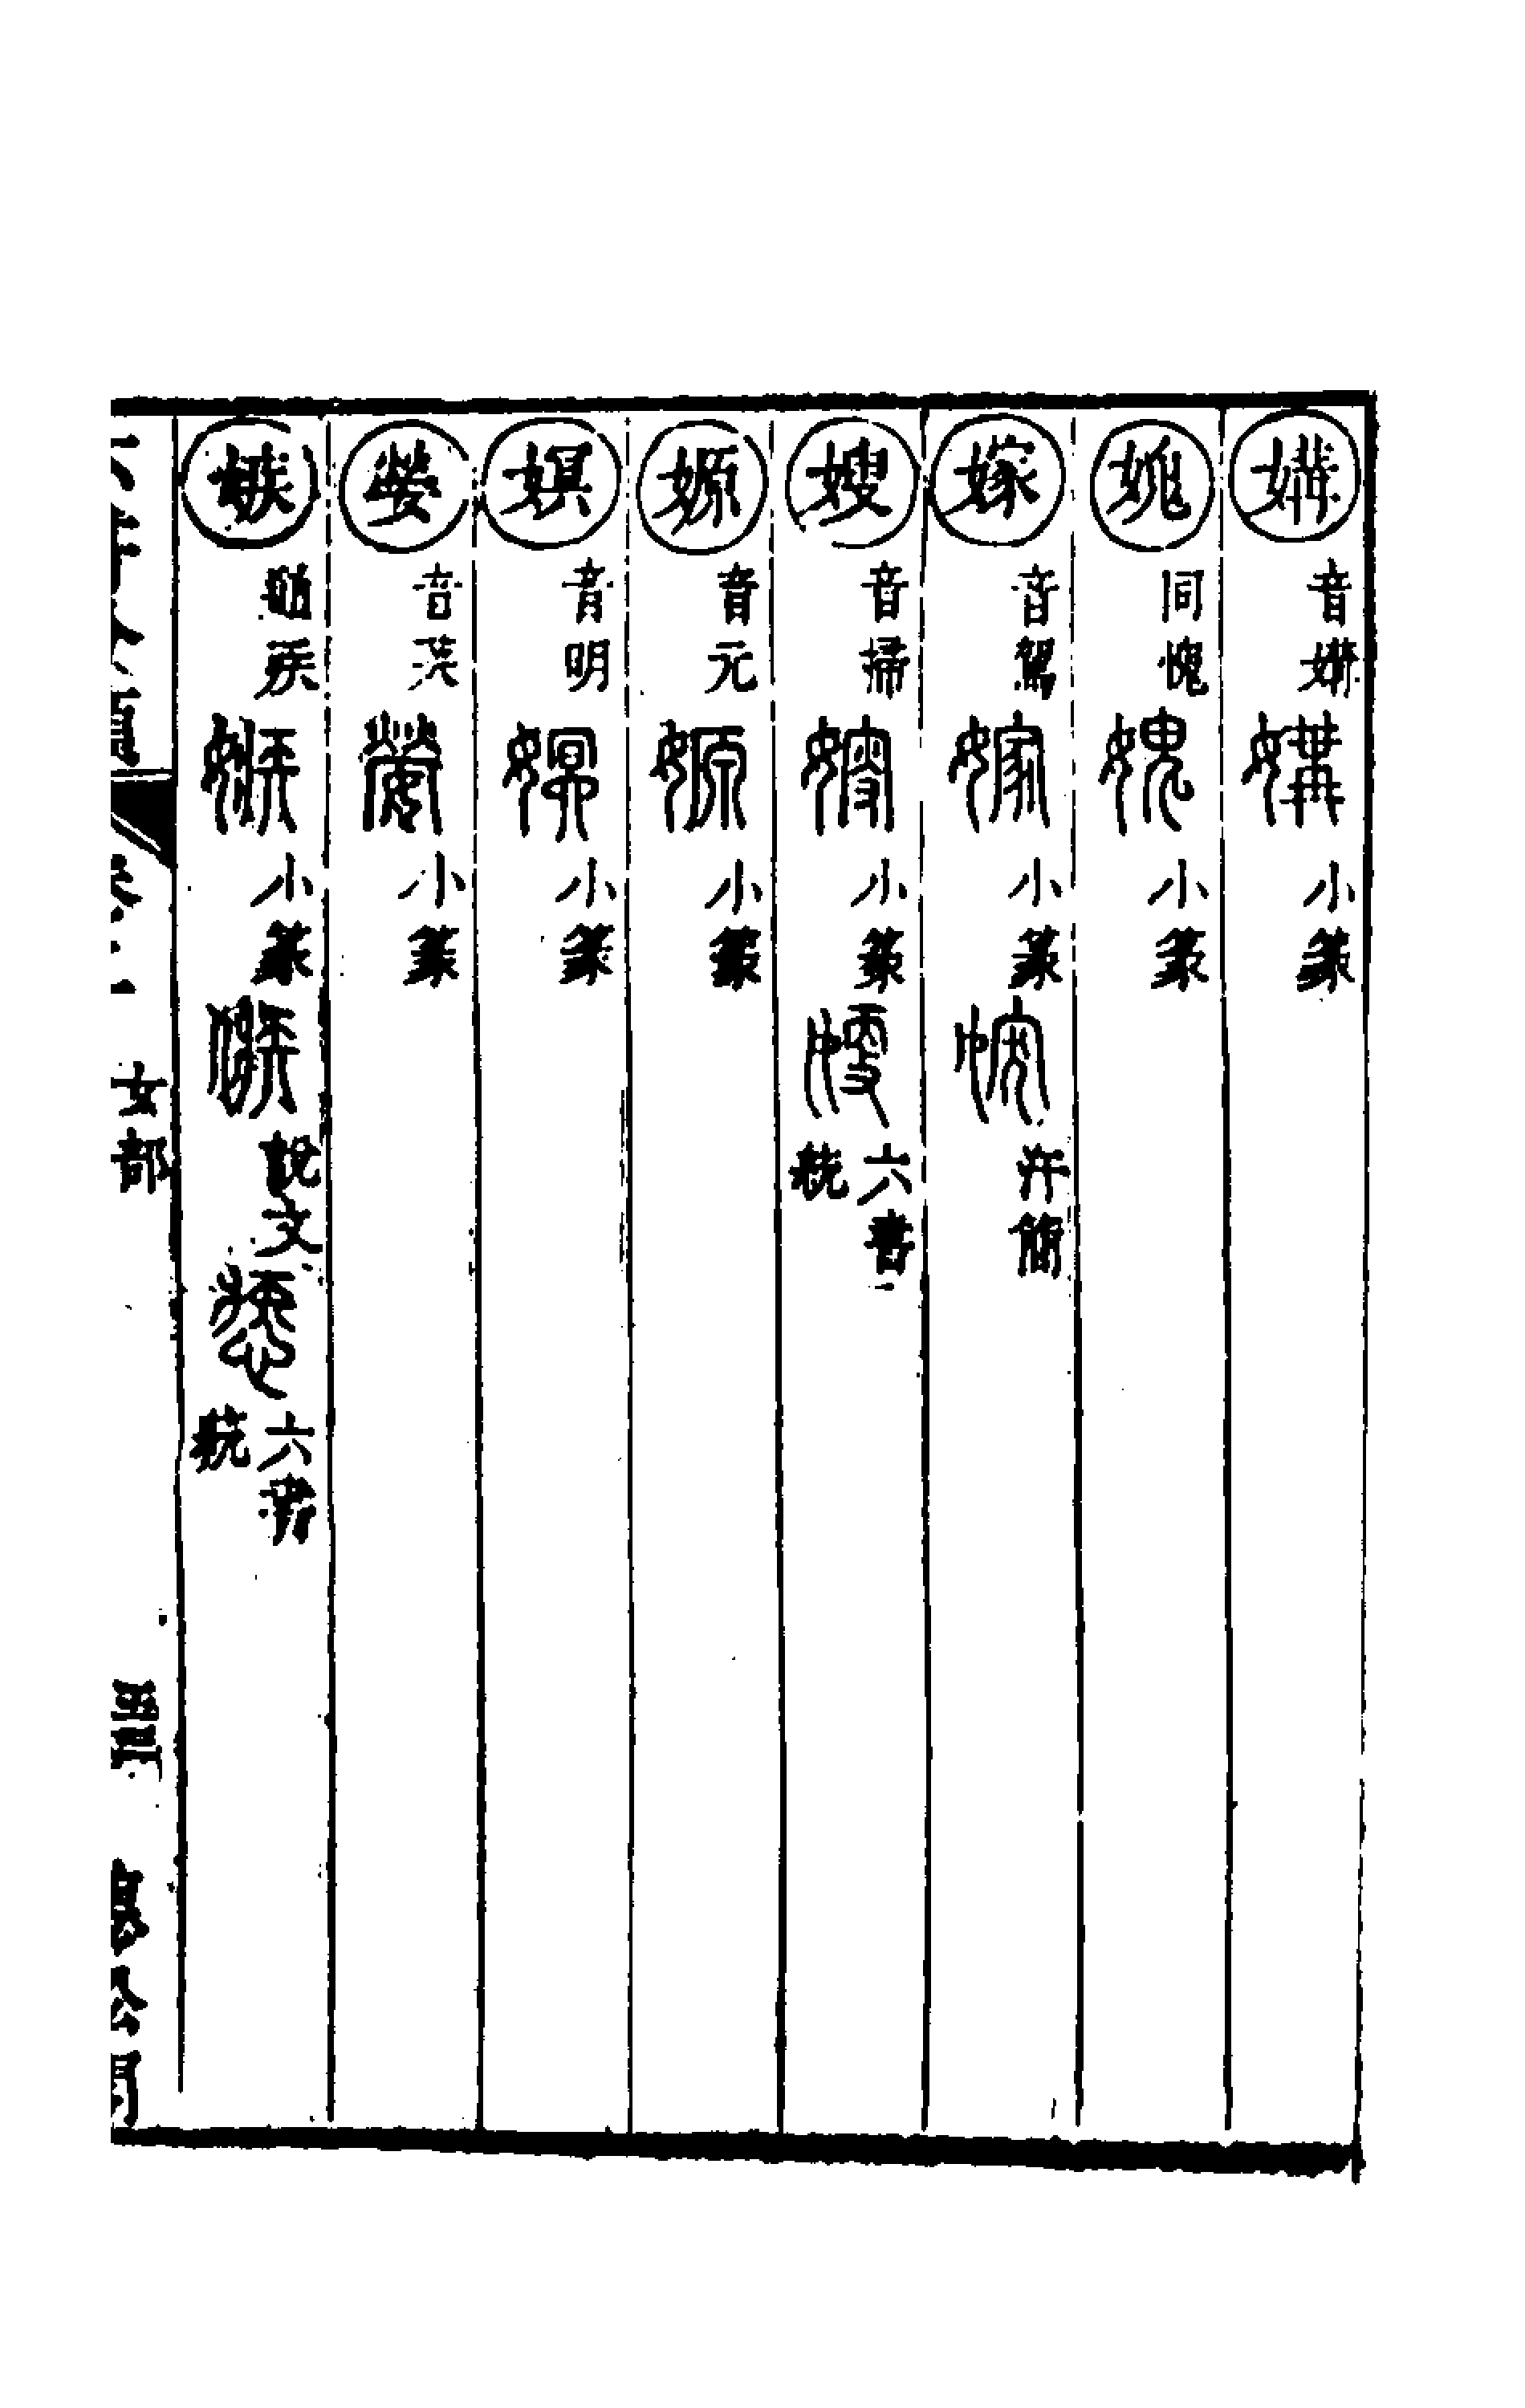 媾 音媾 小篆
媿 同愧 小篆
嫁 音駕 小篆 汗簡
嫂 音掃 小篆 六書統
嫄 音元 小篆
嫇 音明 小篆
嫈 小篆
嫉 疾 小篆 說文 六書統
女部